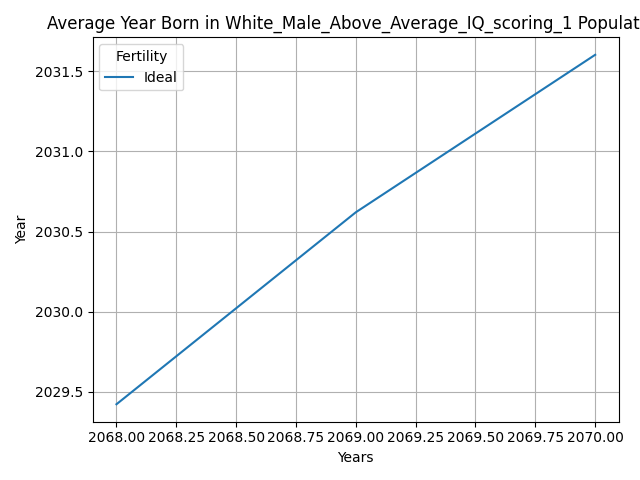 Average Year Born in White_Male_Above_Average_IQ_scoring_1 Populat
Fertility
Ideal
2031.5
2031.0
2030.5
2030.0
2029.5
Year
2068.00 2068.25 2068.50 2068.75 2069.00 2069.25 2069.50 2069.75 2070.00
Years